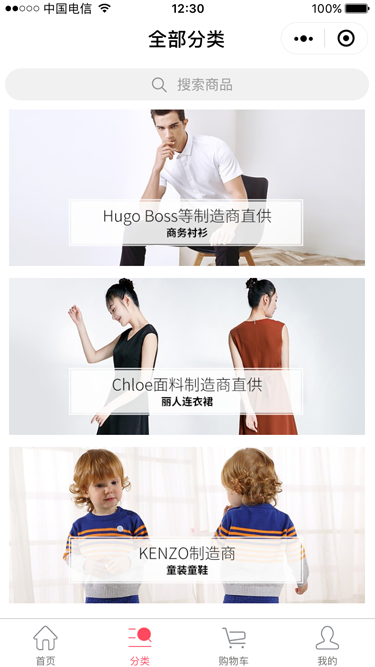 中国电信 12:30 100%
全部分类
搜索商品
Hugo Boss等制造商直供
商务衬衫
Chloe面料制造商直供
丽人连衣裙
KENZO制造商
童装童鞋
首页 分类 购物车 我的